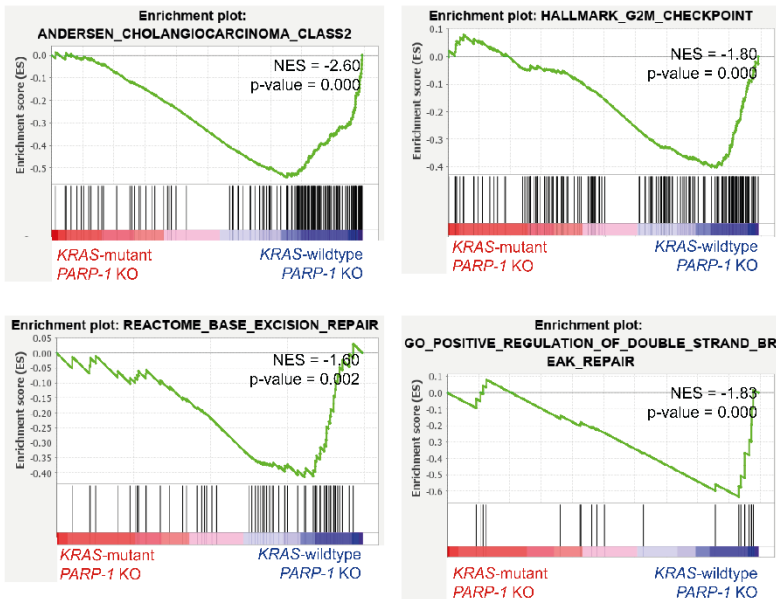 Enrichment plot:
ANDERSEN_CHOLANGIOCARCINOMA_CLASS2
Enrichment score (ES)
0.0
-0.1
-0.2
-0.3
-0.4
-0.5
NES = -2.60
p-value = 0.000
KRAS-mutant
PARP-1 KO
KRAS-wildtype
PARP-1 KO
Enrichment plot: HALLMARK_G2M_CHECKPOINT
Enrichment score (ES)
0.1
0.0
-0.1
-0.2
-0.3
-0.4
NES = -1.80
p-value = 0.000
KRAS-mutant
PARP-1 KO
KRAS-wildtype
PARP-1 KO
Enrichment plot: REACTOME_BASE_EXCISION_REPAIR
Enrichment score (ES)
0.05
0.00
-0.05
-0.10
-0.15
-0.20
-0.25
-0.30
-0.35
-0.40
NES = -1.60
p-value = 0.002
KRAS-mutant
PARP-1 KO
KRAS-wildtype
PARP-1 KO
Enrichment plot:
GO_POSITIVE_REGULATION_OF_DOUBLE_STRAND_BR
EAK_REPAIR
Enrichment score (ES)
0.1
0.0
-0.1
-0.2
-0.3
-0.4
-0.5
-0.6
NES = -1.83
p-value = 0.000
KRAS-mutant
PARP-1 KO
KRAS-wildtype
PARP-1 KO